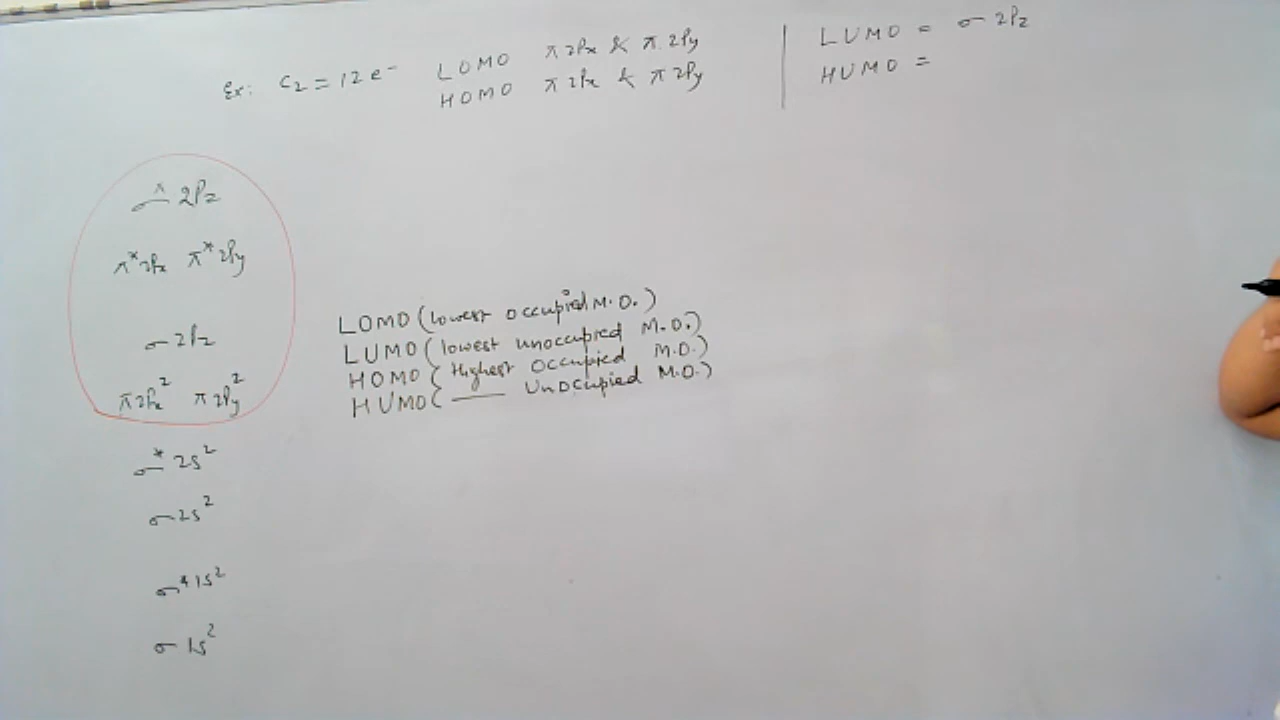 Ex: C₂ = 12 e⁻ LOMO π 2Px & π 2Py
HOMO π 2Px & π 2Py
LUMO = σ 2Pz
HUMO =
σ* 2Pz
π* 2Px π* 2Py
σ 2Pz
π 2Px² π 2Py²
σ* 2s²
σ 2s²
σ* 1s²
σ 1s²
LOMO (lowest occupied M.O.)
LUMO (lowest unoccupied M.O.)
HOMO (Highest Occupied M.O.)
HUMO ( —— UnOccupied M.O.)